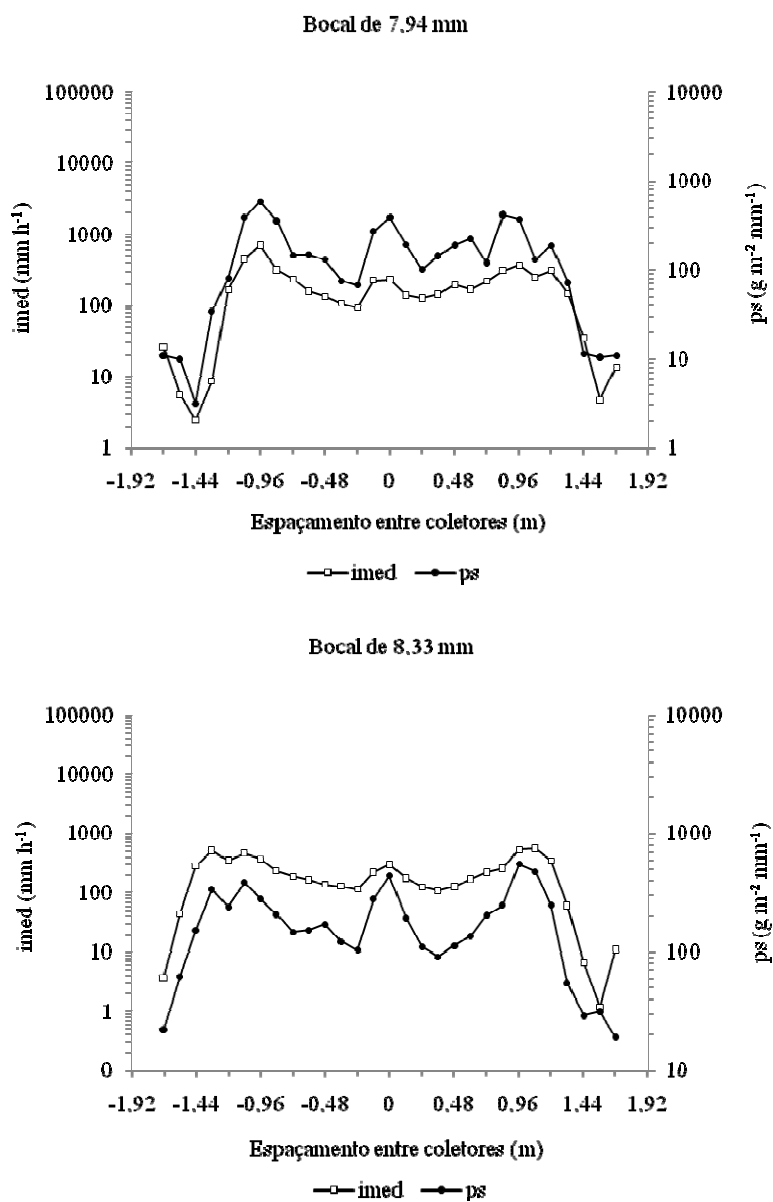 Bocal de 7.94 mm
imed (mm h-1)
100000
10000
1000
100
10
1
ps (g m-2 mm-1)
10000
1000
100
10
1
-1.92 -1.44 -0.96 -0.48 0 0.48 0.96 1.44 1.92
Espaçamento entre coletores (m)
imed ps
Bocal de 8.33 mm
imed (mm h-1)
100000
10000
1000
100
10
1
0
ps (g m-2 mm-1)
10000
1000
100
10
-1.92 -1.44 -0.96 -0.48 0 0.48 0.96 1.44 1.92
Espaçamento entre coletores (m)
imed ps